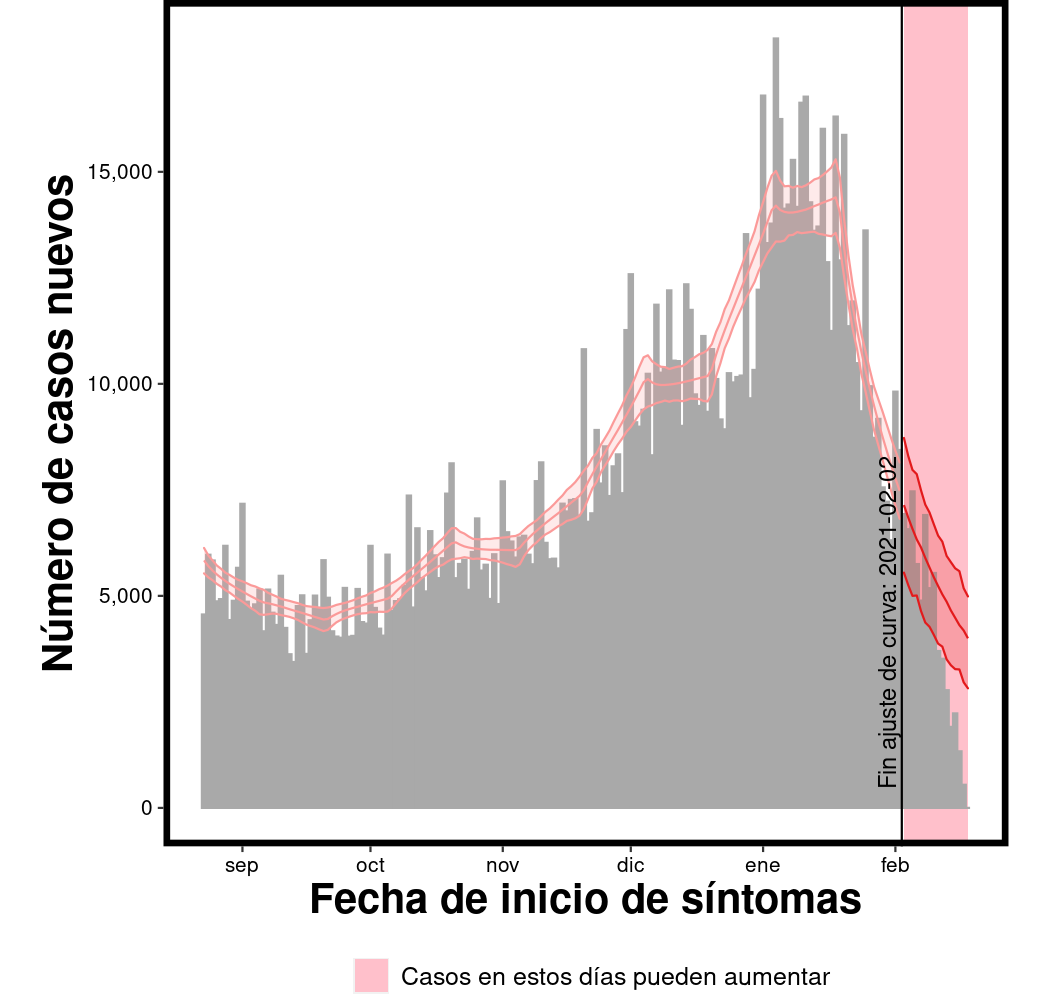 Número de casos nuevos
15,000
10,000
5,000
0
Fin ajuste de curva: 2021-02-02
sep
oct
nov
dic
ene
feb
Fecha de inicio de síntomas
Casos en estos días pueden aumentar